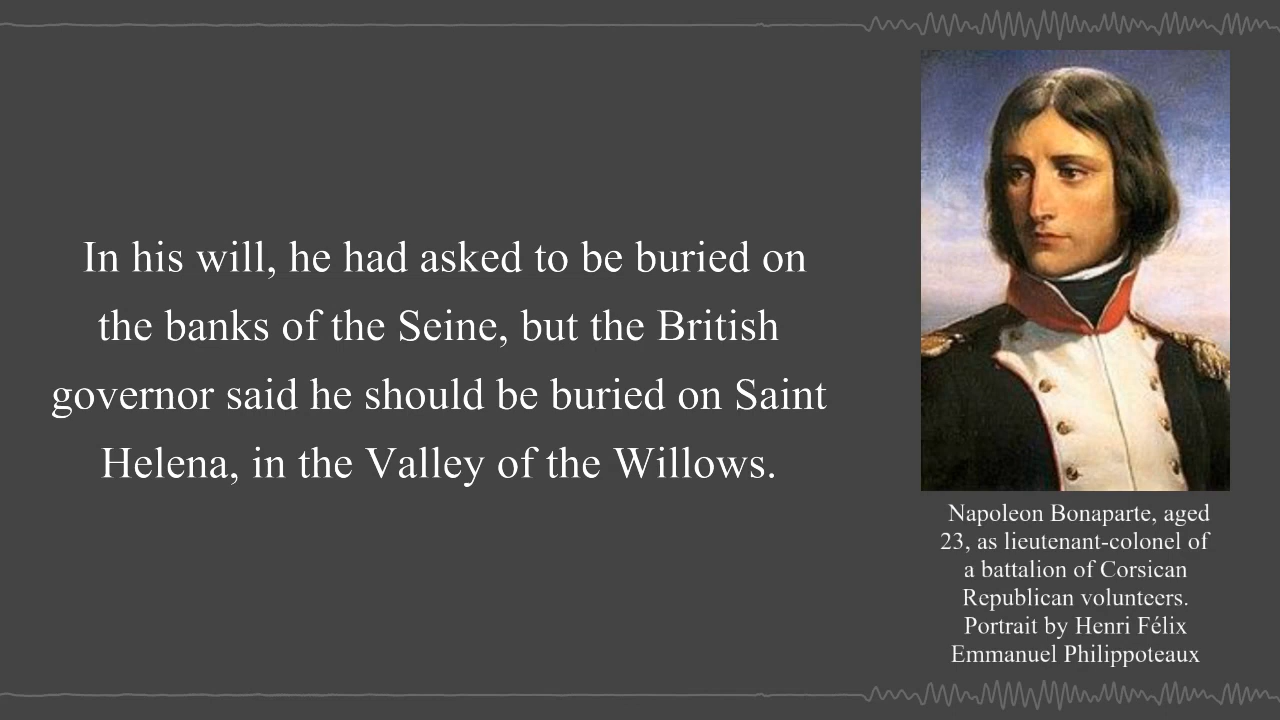 In his will, he had asked to be buried on
the banks of the Seine, but the British
governor said he should be buried on Saint
Helena, in the Valley of the Willows.
Napoleon Bonaparte, aged
23, as lieutenant-colonel of
a battalion of Corsican
Republican volunteers.
Portrait by Henri Félix
Emmanuel Philippoteaux